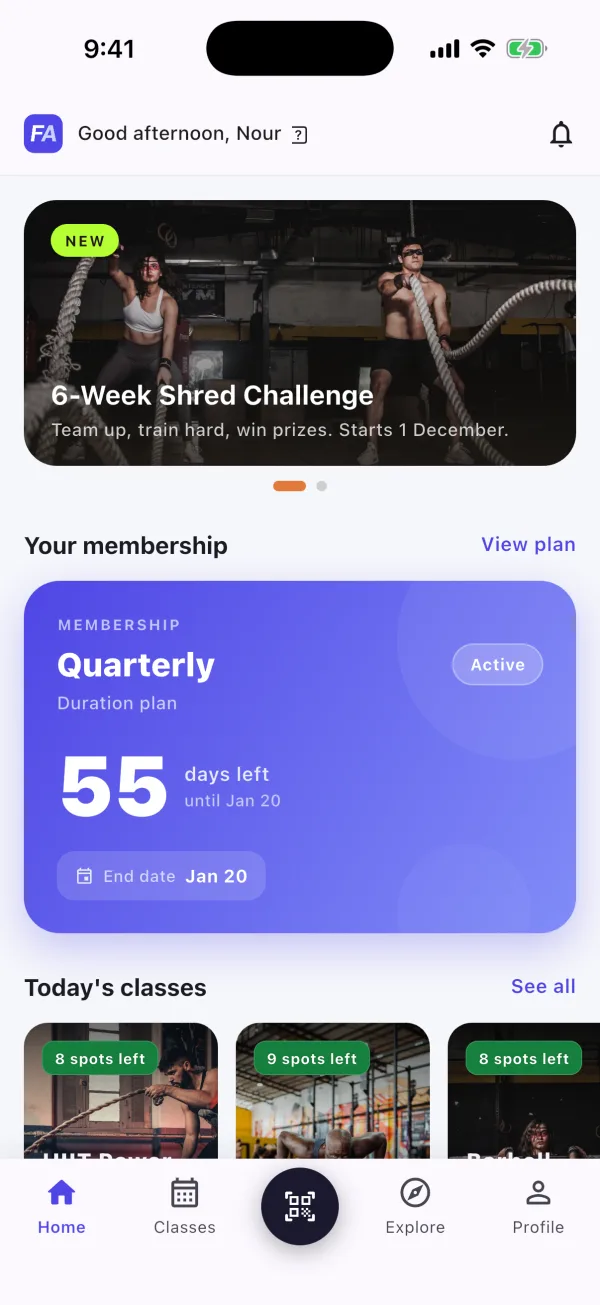 9:41
FA
Good afternoon, Nour
NEW
6-Week Shred Challenge
Team up, train hard, win prizes. Starts 1 December.
Your membership
View plan
MEMBERSHIP
Quarterly
Active
Duration plan
55
days left
until Jan 20
End date Jan 20
Today's classes
See all
8 spots left
9 spots left
8 spots left
Home
Classes
Explore
Profile